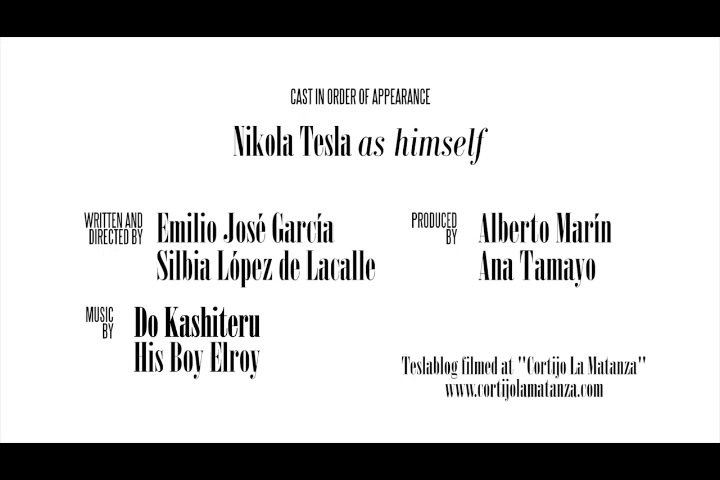 CAST IN ORDER OF APPEARANCE
Nikola Tesla as himself
WRITTEN AND
DIRECTED BY
Emilio José García
Silbia López de Lacalle
PRODUCED
BY
Alberto Marín
Ana Tamayo
MUSIC
BY
Do Kashiteru
His Boy Elroy
Teslablog filmed at "Cortijo La Matanza"
www.cortijolamatanza.com